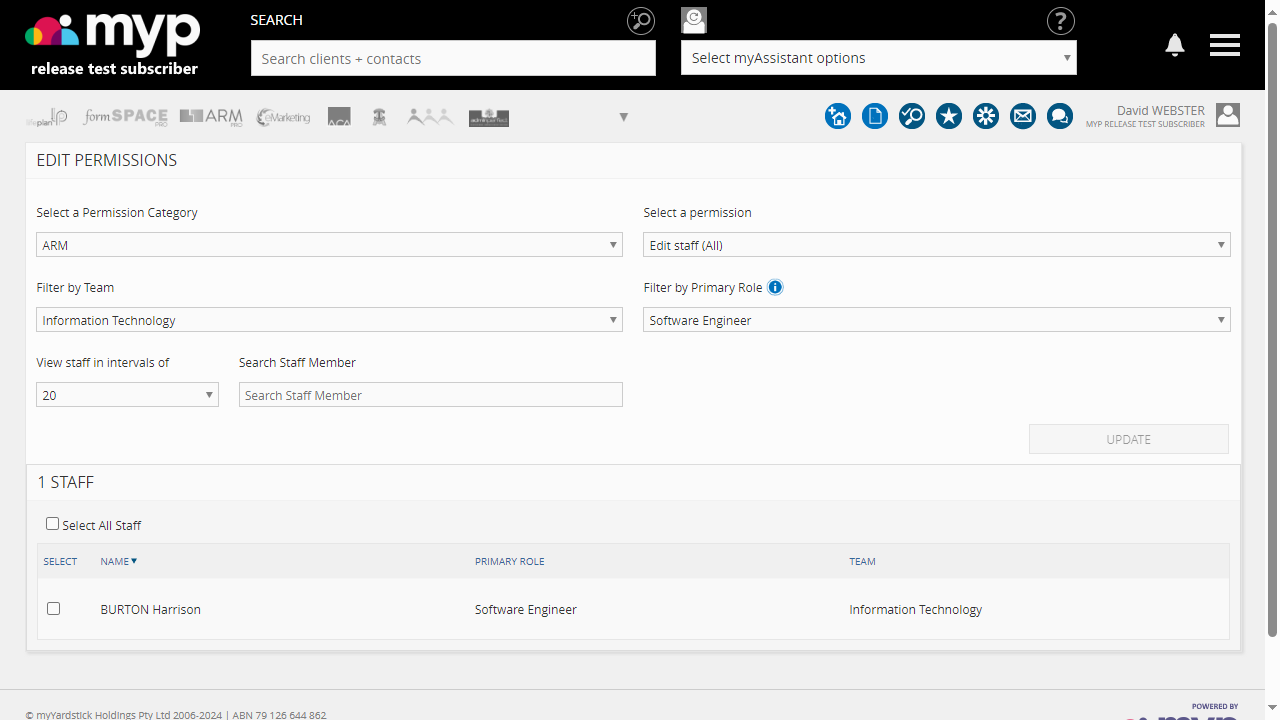 myp
release test subscriber
SEARCH
Search clients + contacts
Select myAssistant options
?
lifeplan
formSPACE PRO
ARM PRO
eMarketing
ACA
David WEBSTER
MYP RELEASE TEST SUBSCRIBER
EDIT PERMISSIONS
Select a Permission Category
Select a permission
ARM
Edit staff (All)
Filter by Team
Filter by Primary Role
Information Technology
Software Engineer
View staff in intervals of
Search Staff Member
20
Search Staff Member
UPDATE
1 STAFF
Select All Staff
SELECT NAME PRIMARY ROLE TEAM
BURTON Harrison Software Engineer Information Technology
© myYardstick Holdings Pty Ltd 2006-2024 | ABN 79 126 644 862
POWERED BY